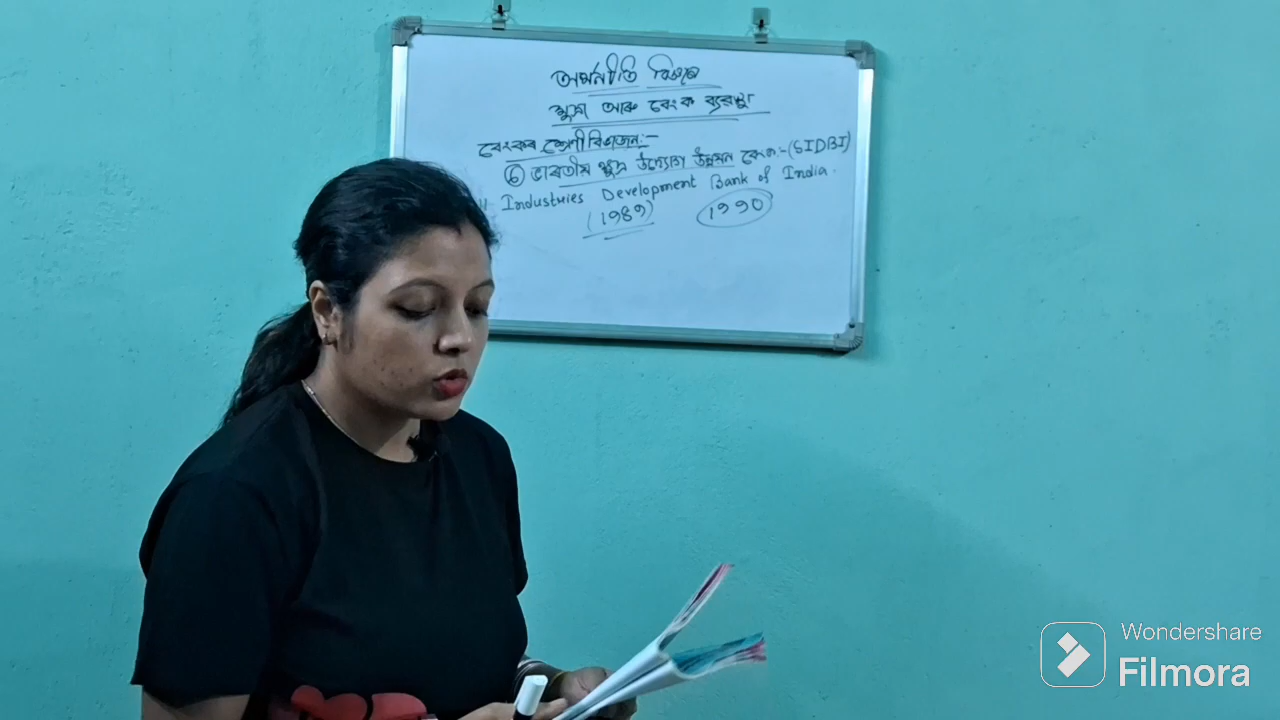 অৰ্থনীতি বিজ্ঞান
মুদ্ৰা আৰু বেংক ব্যৱস্থা
বেংকৰ শ্ৰেণীবিভাজন:-
⑥ ভাৰতীয় ক্ষুদ্ৰ উদ্যোগ উন্নয়ন বেংক:-(SIDBI)
Industries Development Bank of India.
(1989) 1990
Wondershare
Filmora